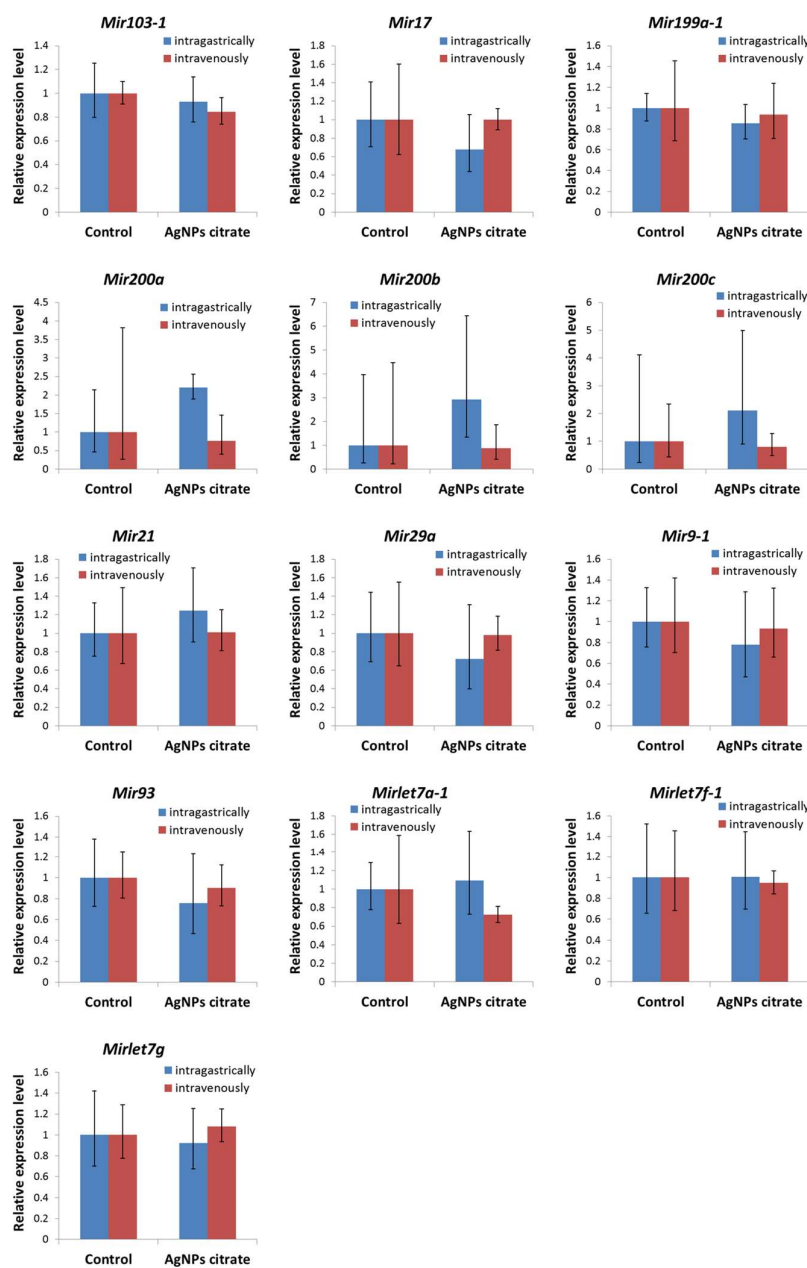 Mir103-1
Relative expression level
1.4
1.2
1
0.8
0.6
0.4
0.2
0
intragastrically
intravenously
Control AgNPs citrate
Mir17
Relative expression level
1.8
1.6
1.4
1.2
1
0.8
0.6
0.4
0.2
0
intragastrically
intravenously
Control AgNPs citrate
Mir199a-1
Relative expression level
1.6
1.4
1.2
1
0.8
0.6
0.4
0.2
0
intragastrically
intravenously
Control AgNPs citrate
Mir200a
Relative expression level
4.5
4
3.5
3
2.5
2
1.5
1
0.5
0
intragastrically
intravenously
Control AgNPs citrate
Mir200b
Relative expression level
7
6
5
4
3
2
1
0
intragastrically
intravenously
Control AgNPs citrate
Mir200c
Relative expression level
6
5
4
3
2
1
0
intragastrically
intravenously
Control AgNPs citrate
Mir21
Relative expression level
1.8
1.6
1.4
1.2
1
0.8
0.6
0.4
0.2
0
intragastrically
intravenously
Control AgNPs citrate
Mir29a
Relative expression level
1.8
1.6
1.4
1.2
1
0.8
0.6
0.4
0.2
0
intragastrically
intravenously
Control AgNPs citrate
Mir9-1
Relative expression level
1.6
1.4
1.2
1
0.8
0.6
0.4
0.2
0
intragastrically
intravenously
Control AgNPs citrate
Mir93
Relative expression level
1.6
1.4
1.2
1
0.8
0.6
0.4
0.2
0
intragastrically
intravenously
Control AgNPs citrate
Mirlet7a-1
Relative expression level
1.8
1.6
1.4
1.2
1
0.8
0.6
0.4
0.2
0
intragastrically
intravenously
Control AgNPs citrate
Mirlet7f-1
Relative expression level
1.6
1.4
1.2
1
0.8
0.6
0.4
0.2
0
intragastrically
intravenously
Control AgNPs citrate
Mirlet7g
Relative expression level
1.6
1.4
1.2
1
0.8
0.6
0.4
0.2
0
intragastrically
intravenously
Control AgNPs citrate